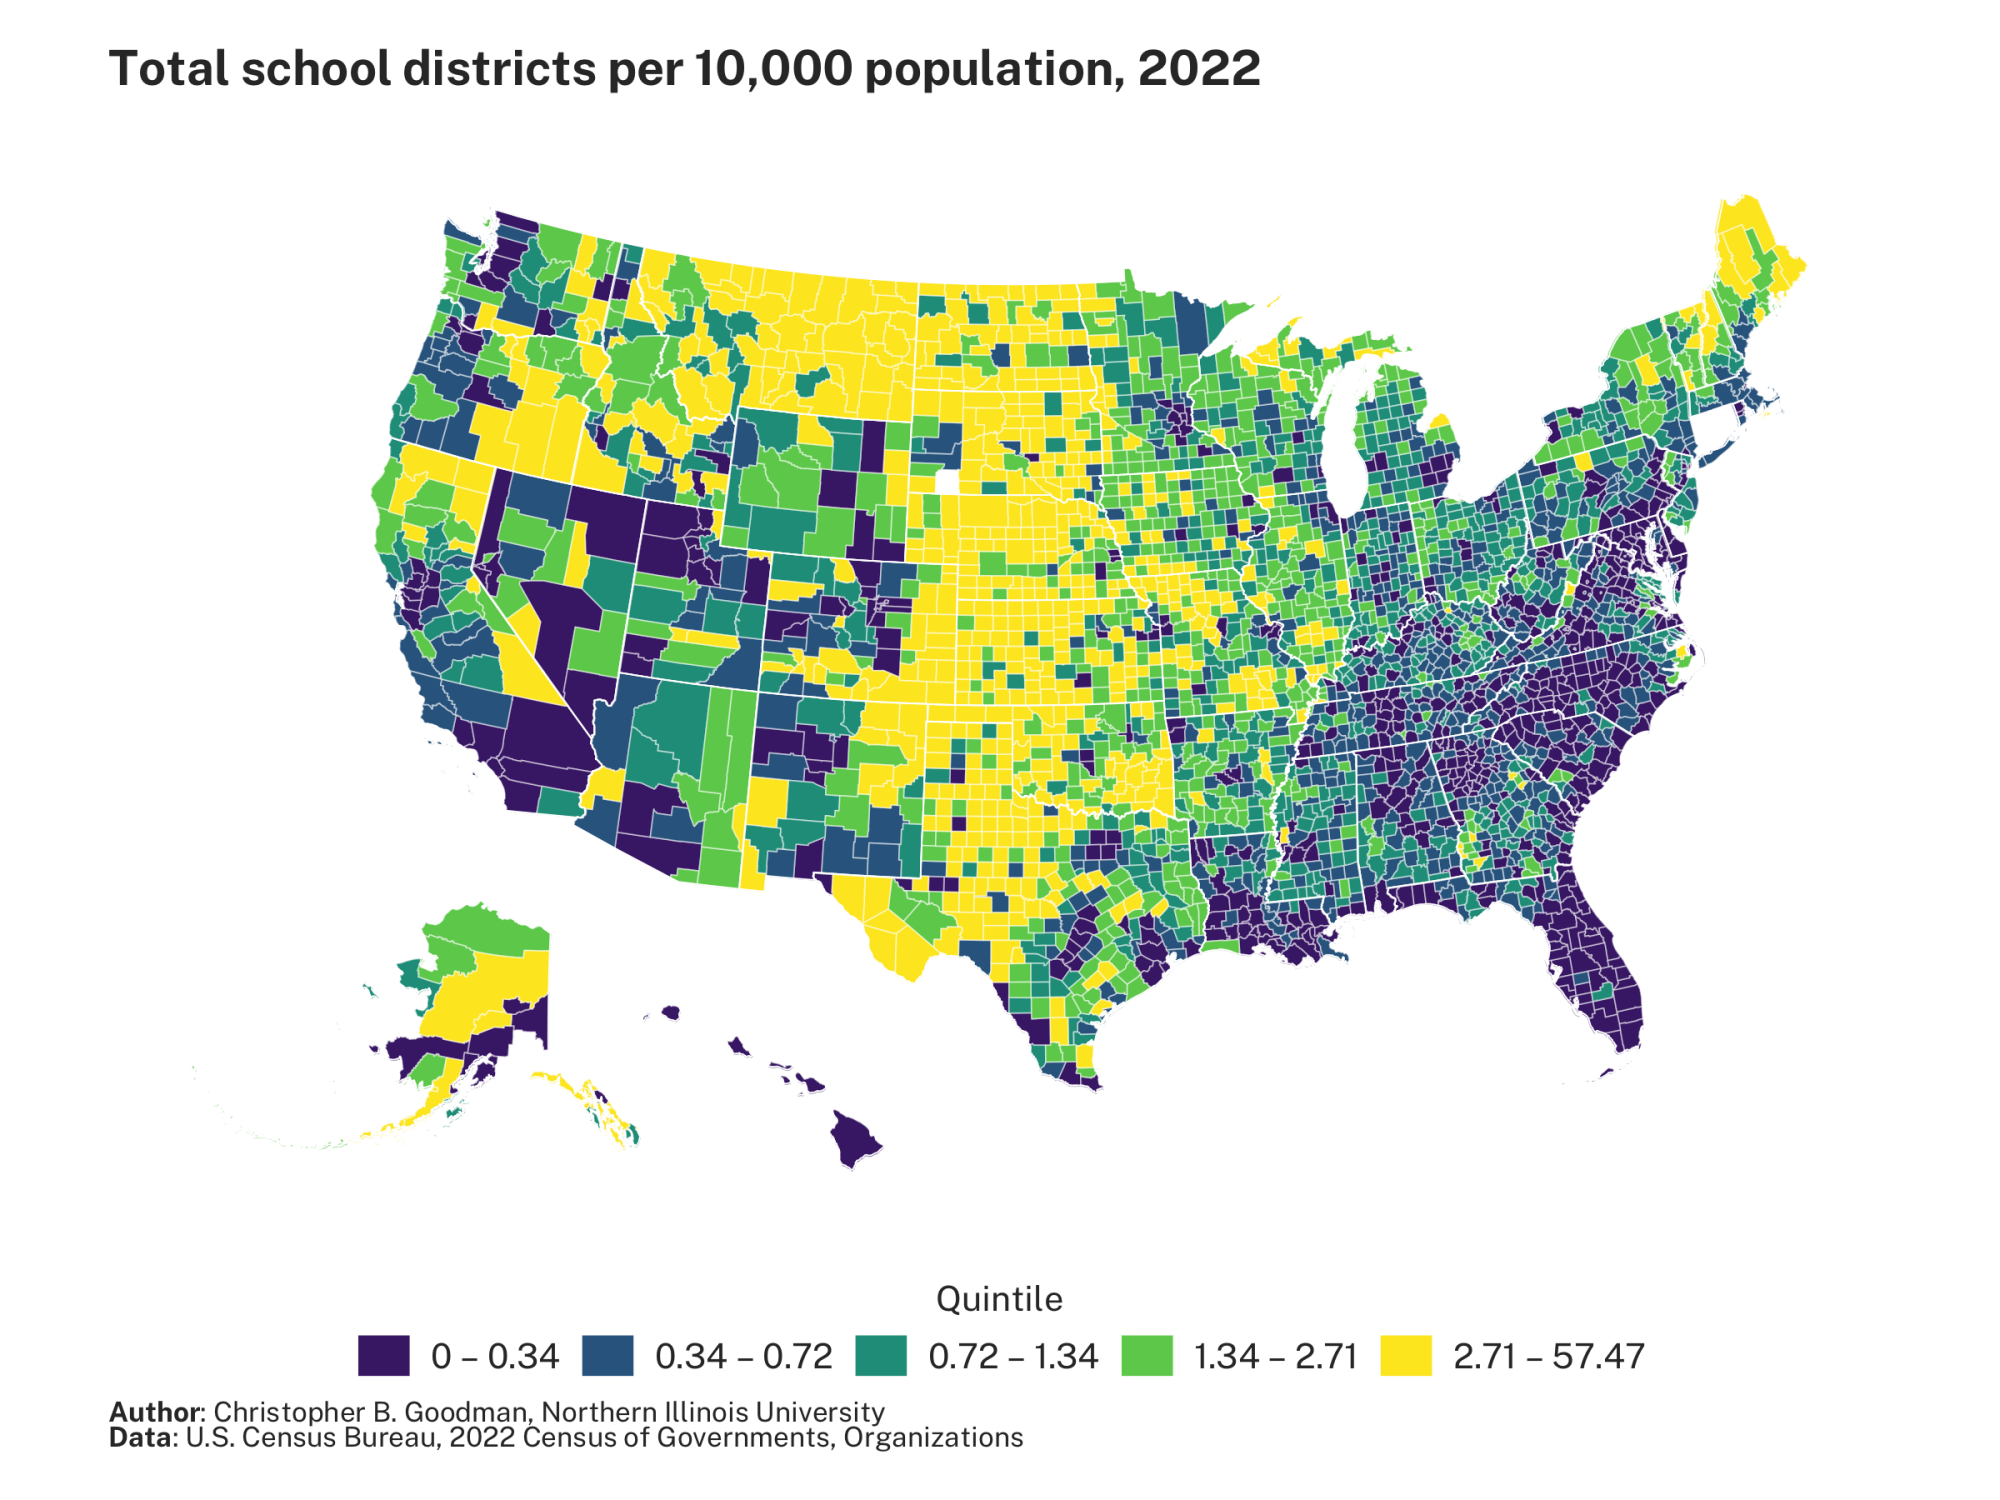 Total school districts per 10,000 population, 2022
Quintile
0 – 0.34
0.34 – 0.72
0.72 – 1.34
1.34 – 2.71
2.71 – 57.47
Author: Christopher B. Goodman, Northern Illinois University
Data: U.S. Census Bureau, 2022 Census of Governments, Organizations